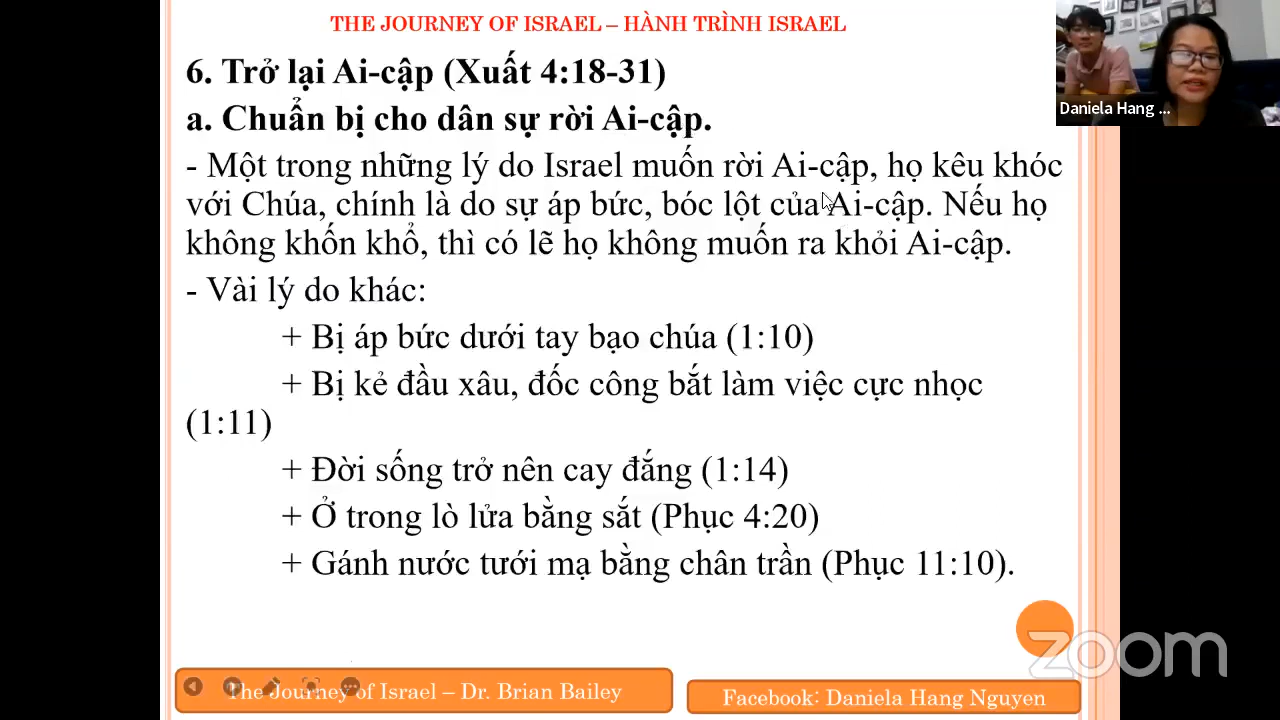 THE JOURNEY OF ISRAEL – HÀNH TRÌNH ISRAEL
6. Trở lại Ai-cập (Xuất 4:18-31)
a. Chuẩn bị cho dân sự rời Ai-cập.
- Một trong những lý do Israel muốn rời Ai-cập, họ kêu khóc
với Chúa, chính là do sự áp bức, bóc lột của Ai-cập. Nếu họ
không khốn khổ, thì có lẽ họ không muốn ra khỏi Ai-cập.
- Vài lý do khác:
+ Bị áp bức dưới tay bạo chúa (1:10)
+ Bị kẻ đầu xâu, đốc công bắt làm việc cực nhọc
(1:11)
+ Đời sống trở nên cay đắng (1:14)
+ Ở trong lò lửa bằng sắt (Phục 4:20)
+ Gánh nước tưới mạ bằng chân trần (Phục 11:10).
Daniela Hang ...
zoom
The Journey of Israel – Dr. Brian Bailey
Facebook: Daniela Hang Nguyen